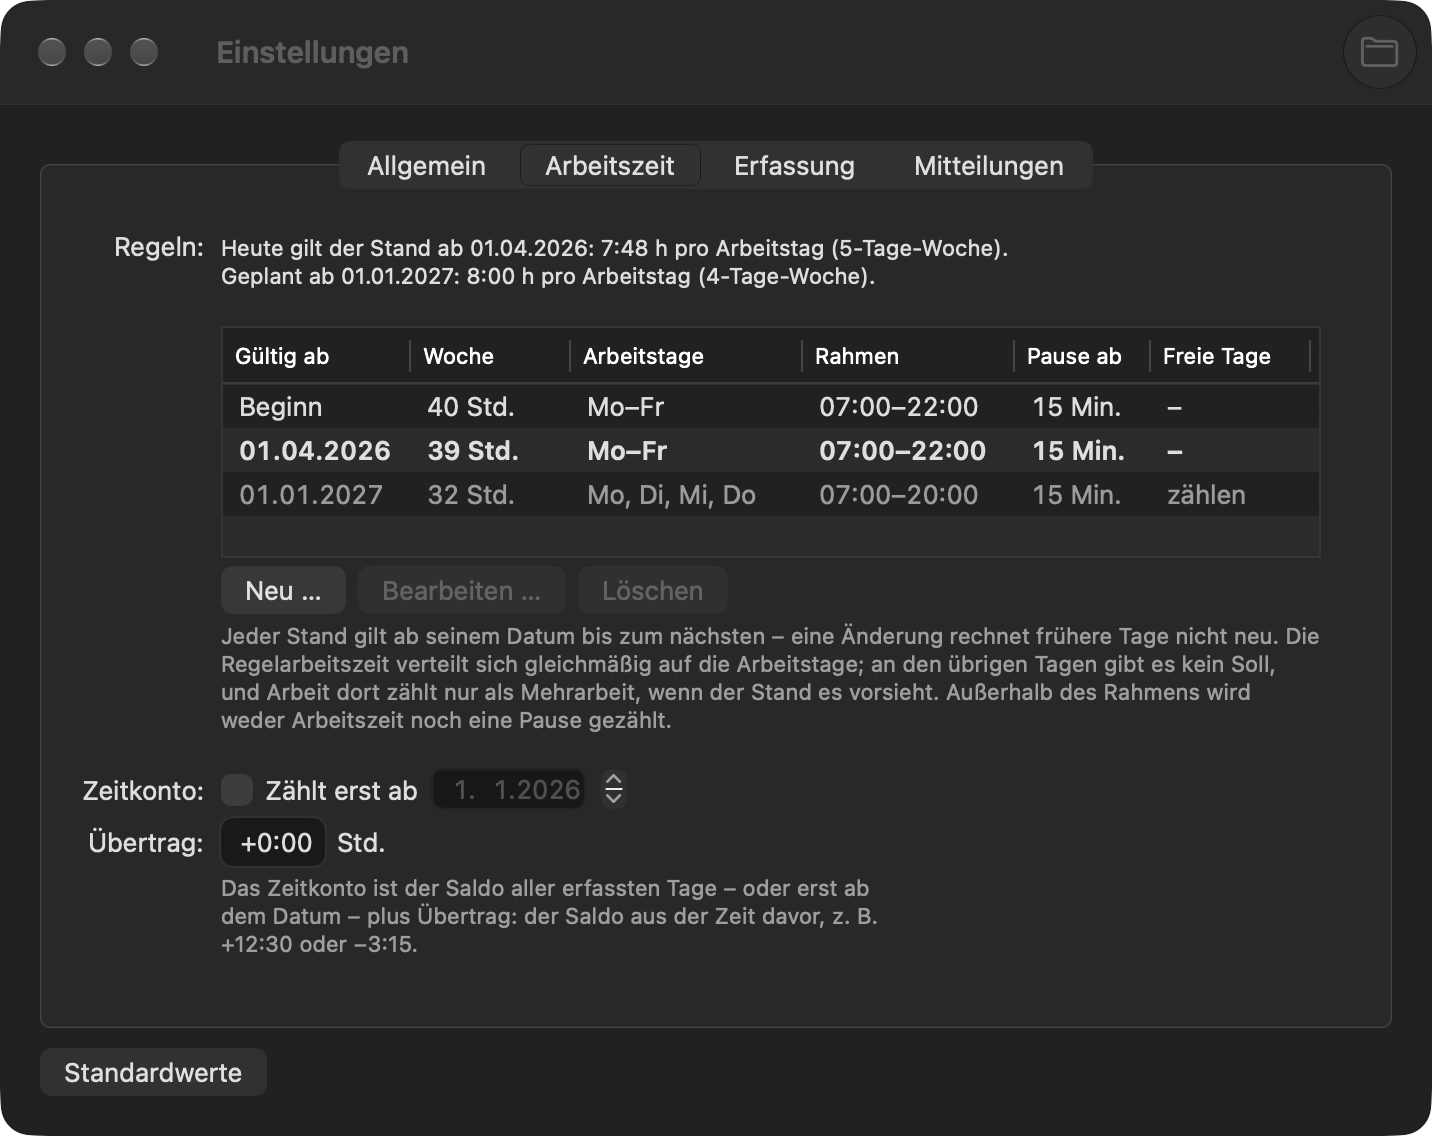 Einstellungen
Allgemein Arbeitszeit Erfassung Mitteilungen
Regeln: Heute gilt der Stand ab 01.04.2026: 7:48 h pro Arbeitstag (5-Tage-Woche).
Geplant ab 01.01.2027: 8:00 h pro Arbeitstag (4-Tage-Woche).
Gültig ab Woche Arbeitstage Rahmen Pause ab Freie Tage
Beginn 40 Std. Mo–Fr 07:00–22:00 15 Min. –
01.04.2026 39 Std. Mo–Fr 07:00–22:00 15 Min. –
01.01.2027 32 Std. Mo, Di, Mi, Do 07:00–20:00 15 Min. zählen
Neu ... Bearbeiten ... Löschen
Jeder Stand gilt ab seinem Datum bis zum nächsten – eine Änderung rechnet frühere Tage nicht neu. Die
Regelarbeitszeit verteilt sich gleichmäßig auf die Arbeitstage; an den übrigen Tagen gibt es kein Soll,
und Arbeit dort zählt nur als Mehrarbeit, wenn der Stand es vorsieht. Außerhalb des Rahmens wird
weder Arbeitszeit noch eine Pause gezählt.
Zeitkonto: Zählt erst ab 1. 1.2026
Übertrag: +0:00 Std.
Das Zeitkonto ist der Saldo aller erfassten Tage – oder erst ab
dem Datum – plus Übertrag: der Saldo aus der Zeit davor, z. B.
+12:30 oder −3:15.
Standardwerte